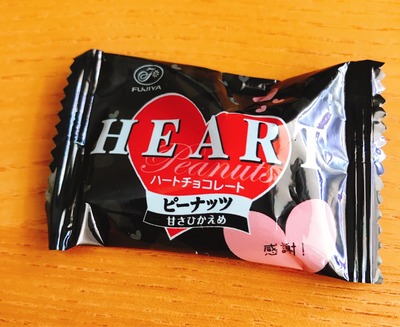 FUJIYA
HEART
Peanuts
ハートチョコレート
ピーナッツ
甘さひかえめ
感謝!